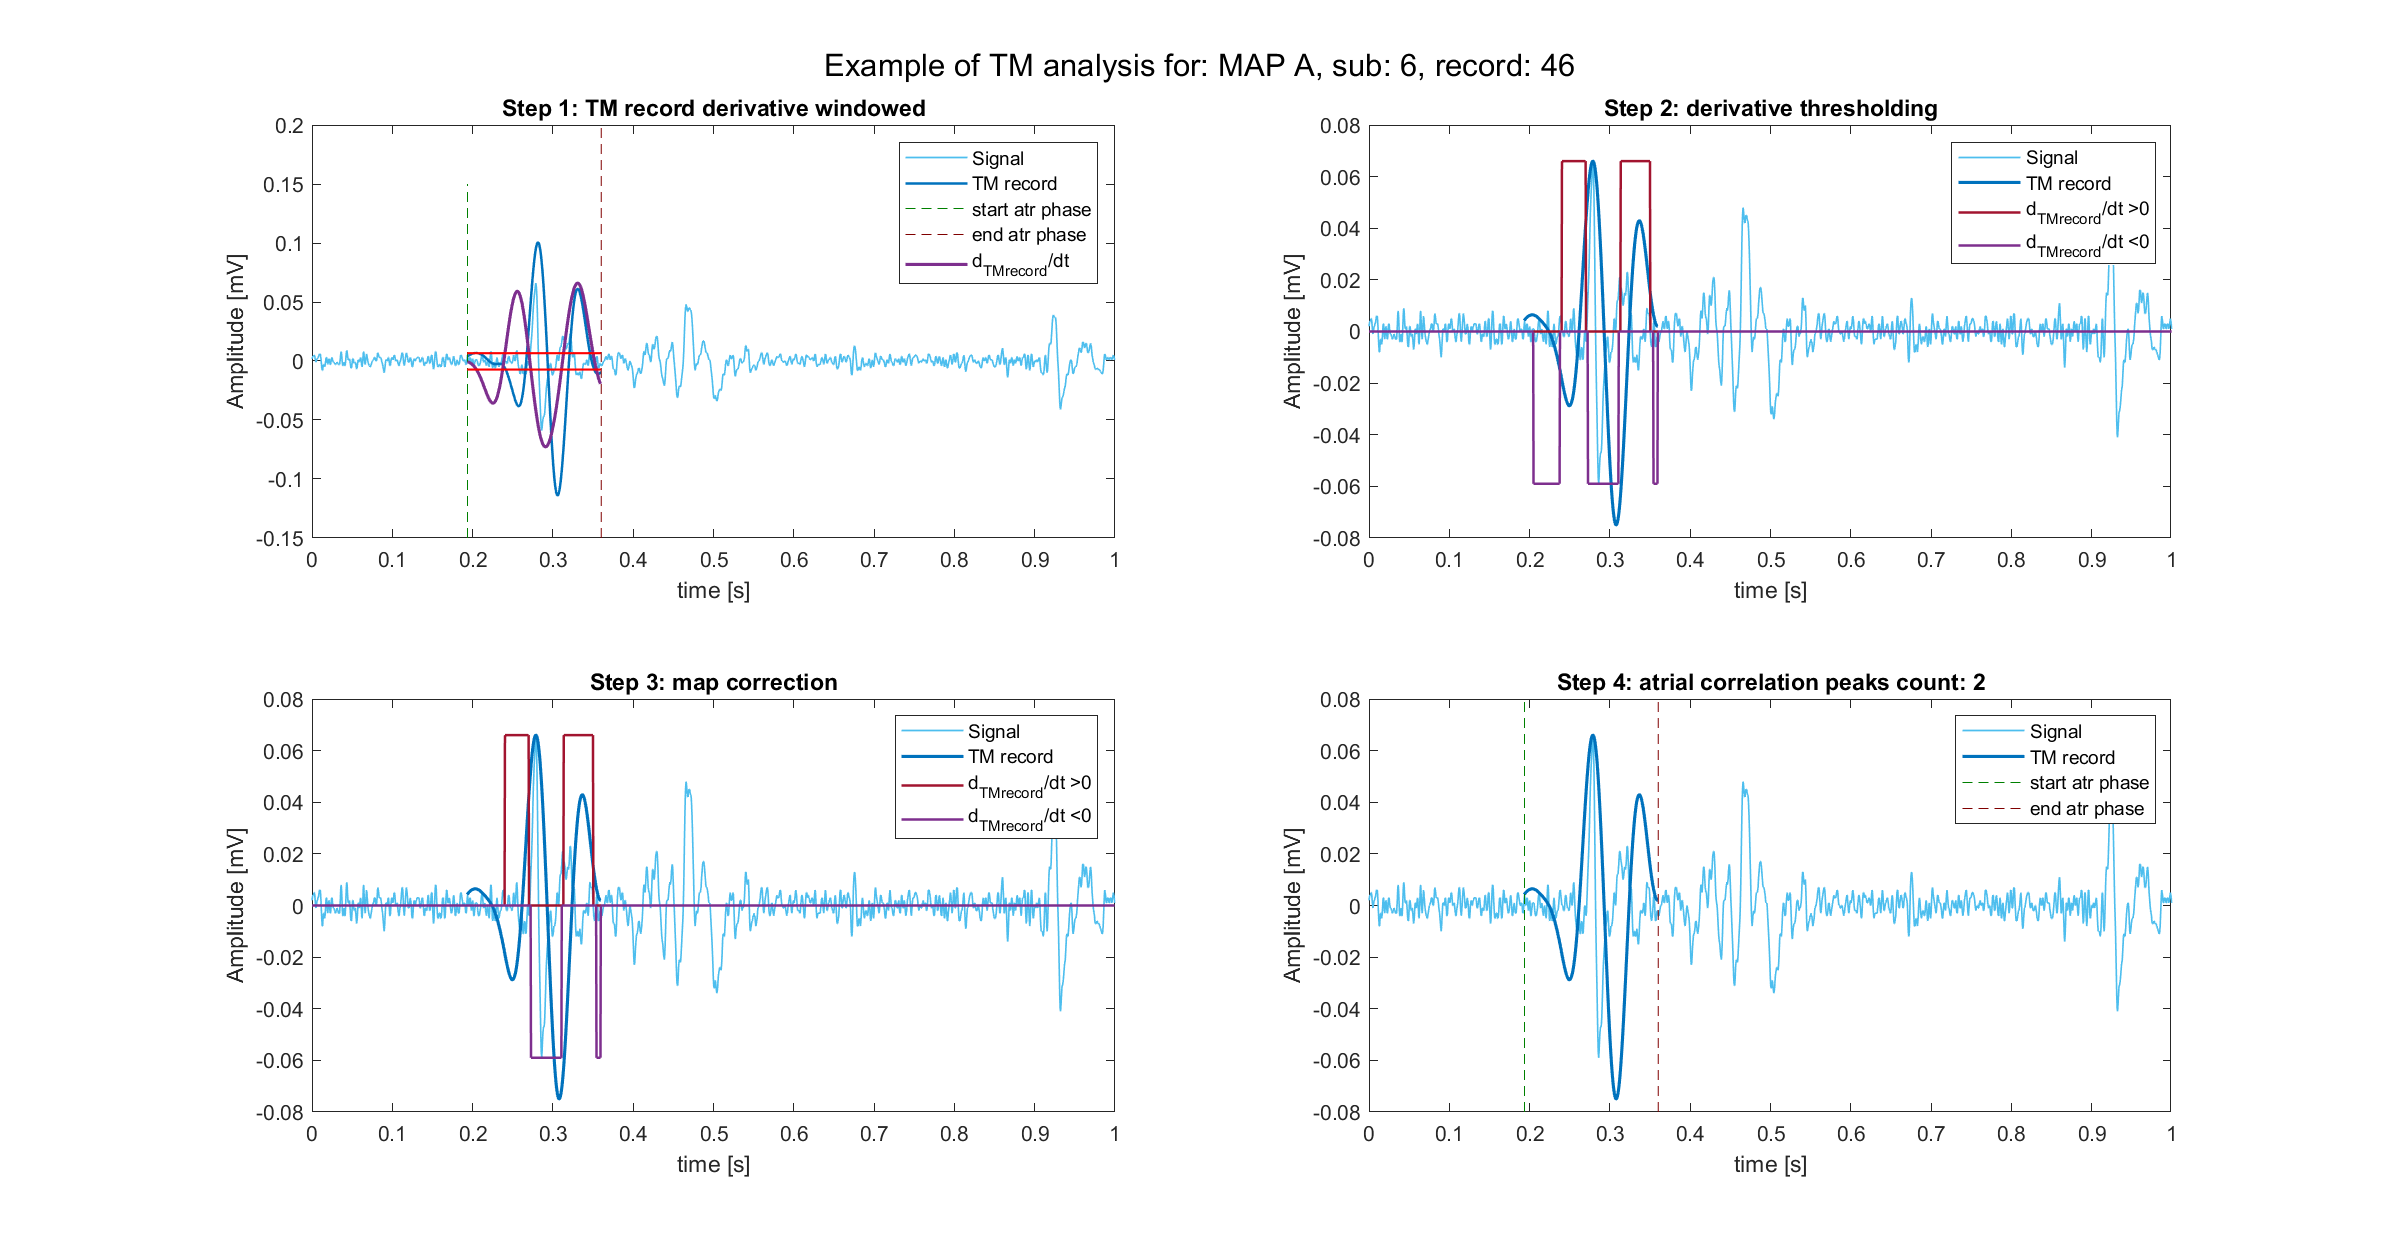 Example of TM analysis for: MAP A, sub: 6, record: 46
Step 1: TM record derivative windowed
0.2
0.15
0.1
0.05
0
-0.05
-0.1
-0.15
Amplitude [mV]
0 0.1 0.2 0.3 0.4 0.5 0.6 0.7 0.8 0.9 1
time [s]
Signal
TM record
start atr phase
end atr phase
dTMrecord/dt
Step 2: derivative thresholding
0.08
0.06
0.04
0.02
0
-0.02
-0.04
-0.06
-0.08
Amplitude [mV]
0 0.1 0.2 0.3 0.4 0.5 0.6 0.7 0.8 0.9 1
time [s]
Signal
TM record
dTMrecord/dt >0
dTMrecord/dt <0
Step 3: map correction
0.08
0.06
0.04
0.02
0
-0.02
-0.04
-0.06
-0.08
Amplitude [mV]
0 0.1 0.2 0.3 0.4 0.5 0.6 0.7 0.8 0.9 1
time [s]
Signal
TM record
dTMrecord/dt >0
dTMrecord/dt <0
Step 4: atrial correlation peaks count: 2
0.08
0.06
0.04
0.02
0
-0.02
-0.04
-0.06
-0.08
Amplitude [mV]
0 0.1 0.2 0.3 0.4 0.5 0.6 0.7 0.8 0.9 1
time [s]
Signal
TM record
start atr phase
end atr phase